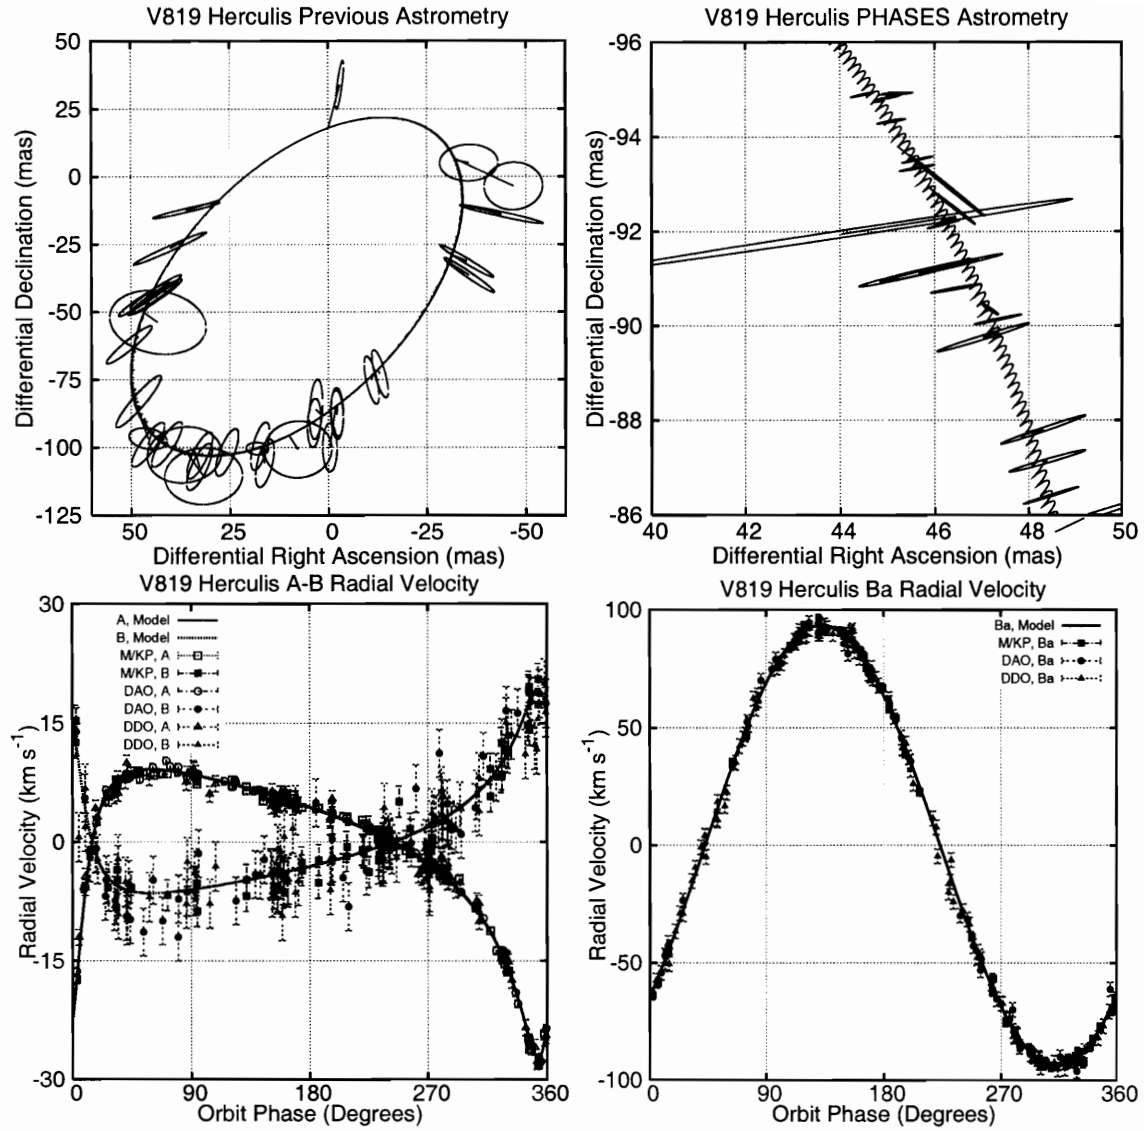 V819 Herculis Previous Astrometry
50
25
0
-25
-50
-75
-100
-125
Differential Declination (mas)
50 25 0 -25 -50
Differential Right Ascension (mas)
V819 Herculis PHASES Astrometry
-96
-94
-92
-90
-88
-86
Differential Declination (mas)
40 42 44 46 48 50
Differential Right Ascension (mas)
V819 Herculis A-B Radial Velocity
30
15
0
-15
-30
Radial Velocity (km s-1)
A, Model
B, Model
M/KP, A
M/KP, B
DAO, A
DAO, B
DDO, A
DDO, B
0 90 180 270 360
Orbit Phase (Degrees)
V819 Herculis Ba Radial Velocity
100
50
0
-50
-100
Radial Velocity (km s-1)
Ba, Model
M/KP, Ba
DAO, Ba
DDO, Ba
0 90 180 270 360
Orbit Phase (Degrees)